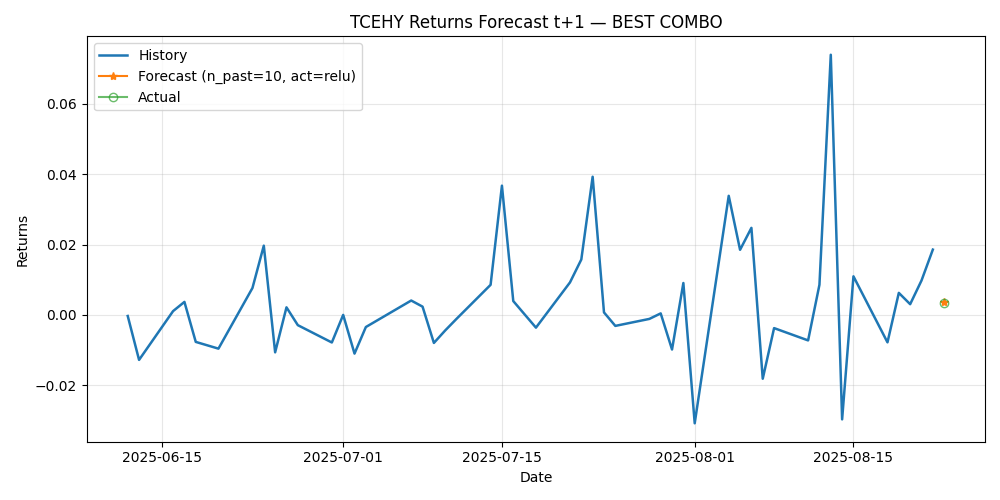 TCEHY Returns Forecast t+1 — BEST COMBO
History
Forecast (n_past=10, act=relu)
Actual
Returns
0.06
0.04
0.02
0.00
−0.02
2025-06-15
2025-07-01
2025-07-15
2025-08-01
2025-08-15
Date